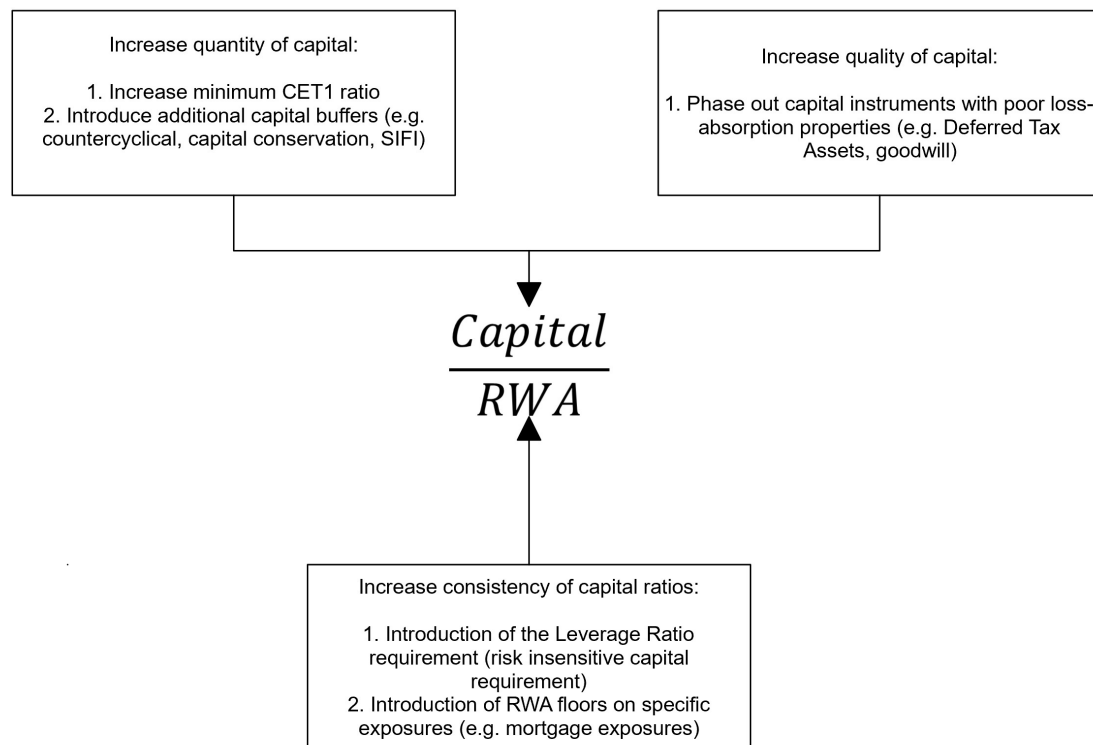 Increase quantity of capital:
1. Increase minimum CET1 ratio
2. Introduce additional capital buffers (e.g.
countercyclical, capital conservation, SIFI)
Increase quality of capital:
1. Phase out capital instruments with poor loss-
absorption properties (e.g. Deferred Tax
Assets, goodwill)
Capital
RWA
Increase consistency of capital ratios:
1. Introduction of the Leverage Ratio
requirement (risk insensitive capital
requirement)
2. Introduction of RWA floors on specific
exposures (e.g. mortgage exposures)